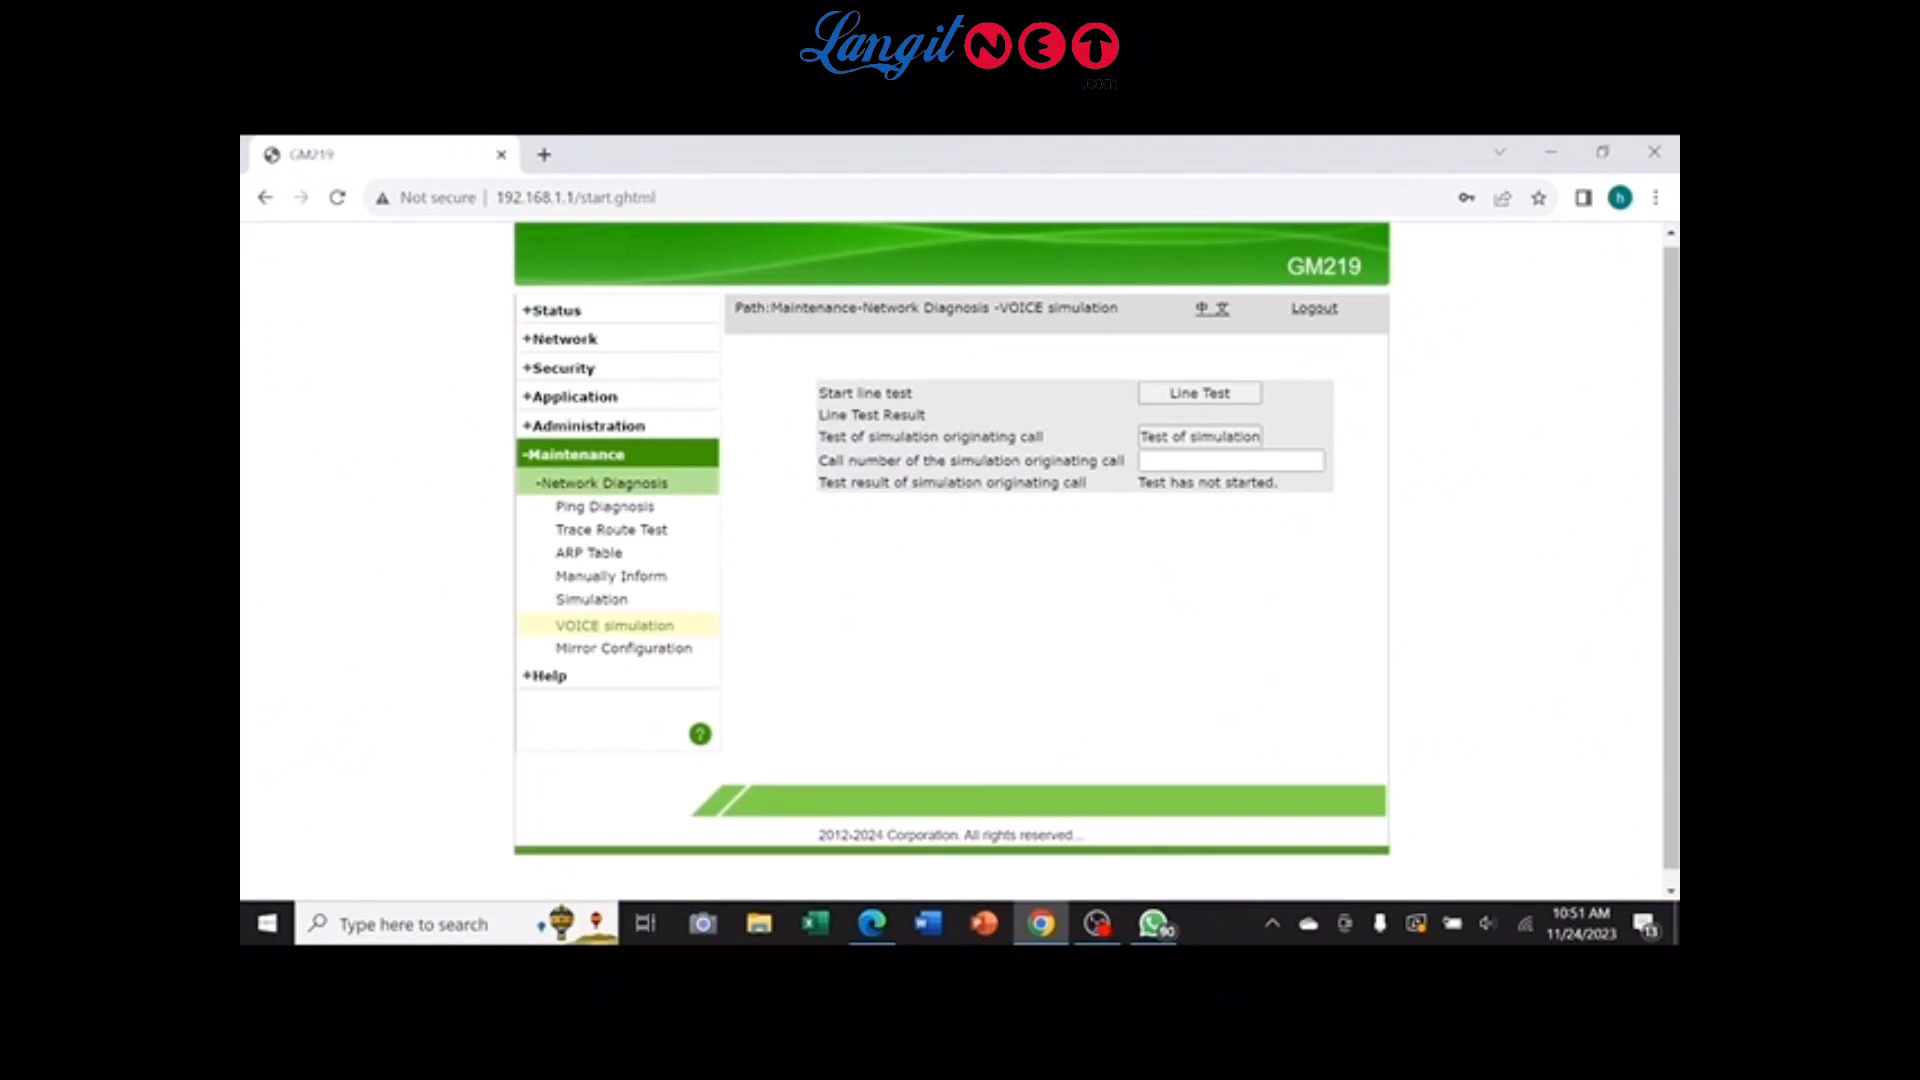 Langit NET
.com
GM219
Not secure | 192.168.1.1/start.ghtml
GM219
+Status
+Network
+Security
+Application
+Administration
-Maintenance
-Network Diagnosis
Ping Diagnosis
Trace Route Test
ARP Table
Manually Inform
Simulation
VOICE simulation
Mirror Configuration
+Help
?
Path:Maintenance-Network Diagnosis -VOICE simulation 中 文 Logout
Start line test Line Test
Line Test Result
Test of simulation originating call Test of simulation
Call number of the simulation originating call
Test result of simulation originating call Test has not started.
2012-2024 Corporation. All rights reserved...
Type here to search
90
10:51 AM
11/24/2023
13
h